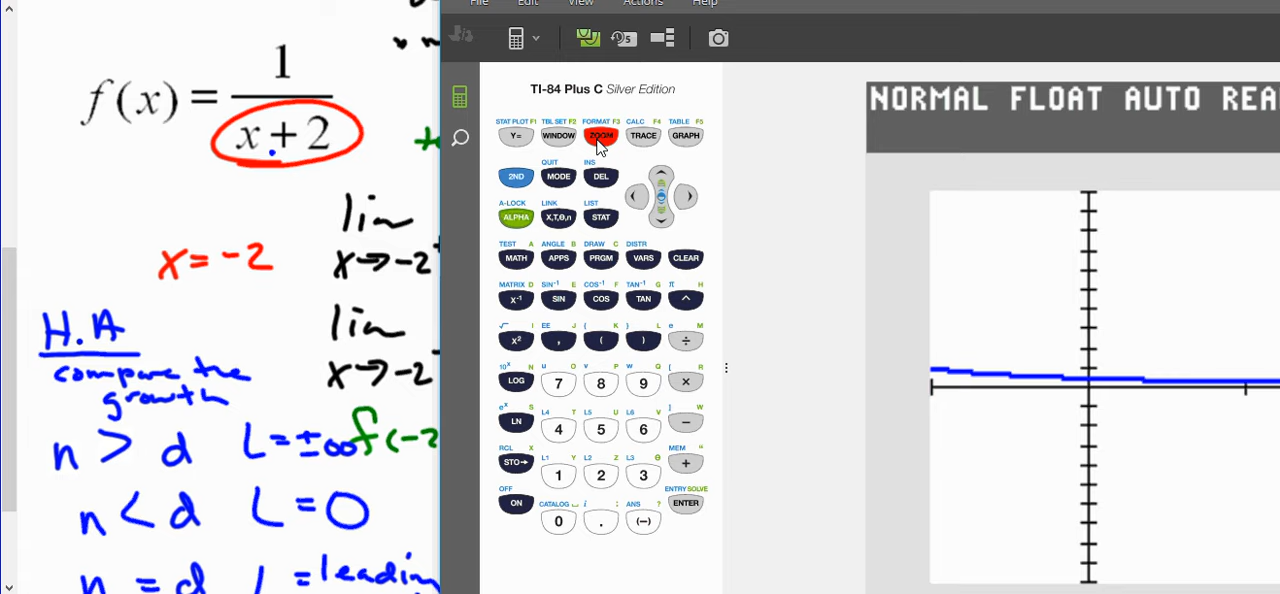 File Edit View Actions Help
f(x) = 1
x + 2
lim
x → -2
x = -2
lim
x → -2
H.A
compare the
growth
n > d L = ±∞ f(-2
n < d L = 0
n = d L = leadin
TI-84 Plus C Silver Edition
STAT PLOT F1 TBL SET F2 FORMAT F3 CALC F4 TABLE F5
Y= WINDOW ZOOM TRACE GRAPH
QUIT INS
2ND MODE DEL
A-LOCK LINK LIST
ALPHA X,T,θ,n STAT
TEST A ANGLE B DRAW C DISTR
MATH APPS PRGM VARS CLEAR
MATRIX D SIN⁻¹ E COS⁻¹ F TAN⁻¹ G π H
x⁻¹ SIN COS TAN ^
√ I EE J { K } L e M
x² , ( ) ÷
10ˣ N u O v P w Q [ R
LOG 7 8 9 ×
eˣ S L4 T L5 U L6 V ] W
LN 4 5 6 −
RCL X L1 Y L2 Z L3 θ MEM "
STO→ 1 2 3 +
OFF CATALOG ␣ i : ANS ? ENTRY SOLVE
ON 0 . (−) ENTER
NORMAL FLOAT AUTO REA